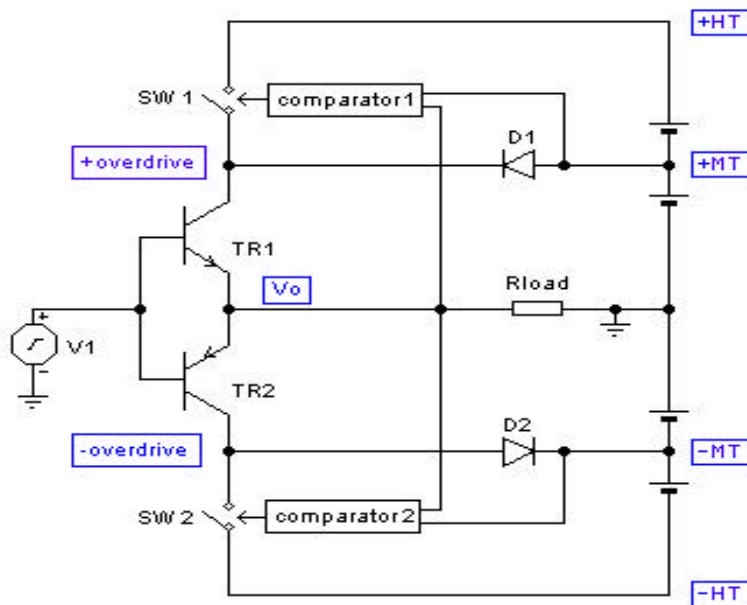 +HT
SW 1
comparator1
D1
+overdrive
+MT
TR1
Vo
Rload
+
V1
-
TR2
D2
-overdrive
-MT
SW 2
comparator2
-HT